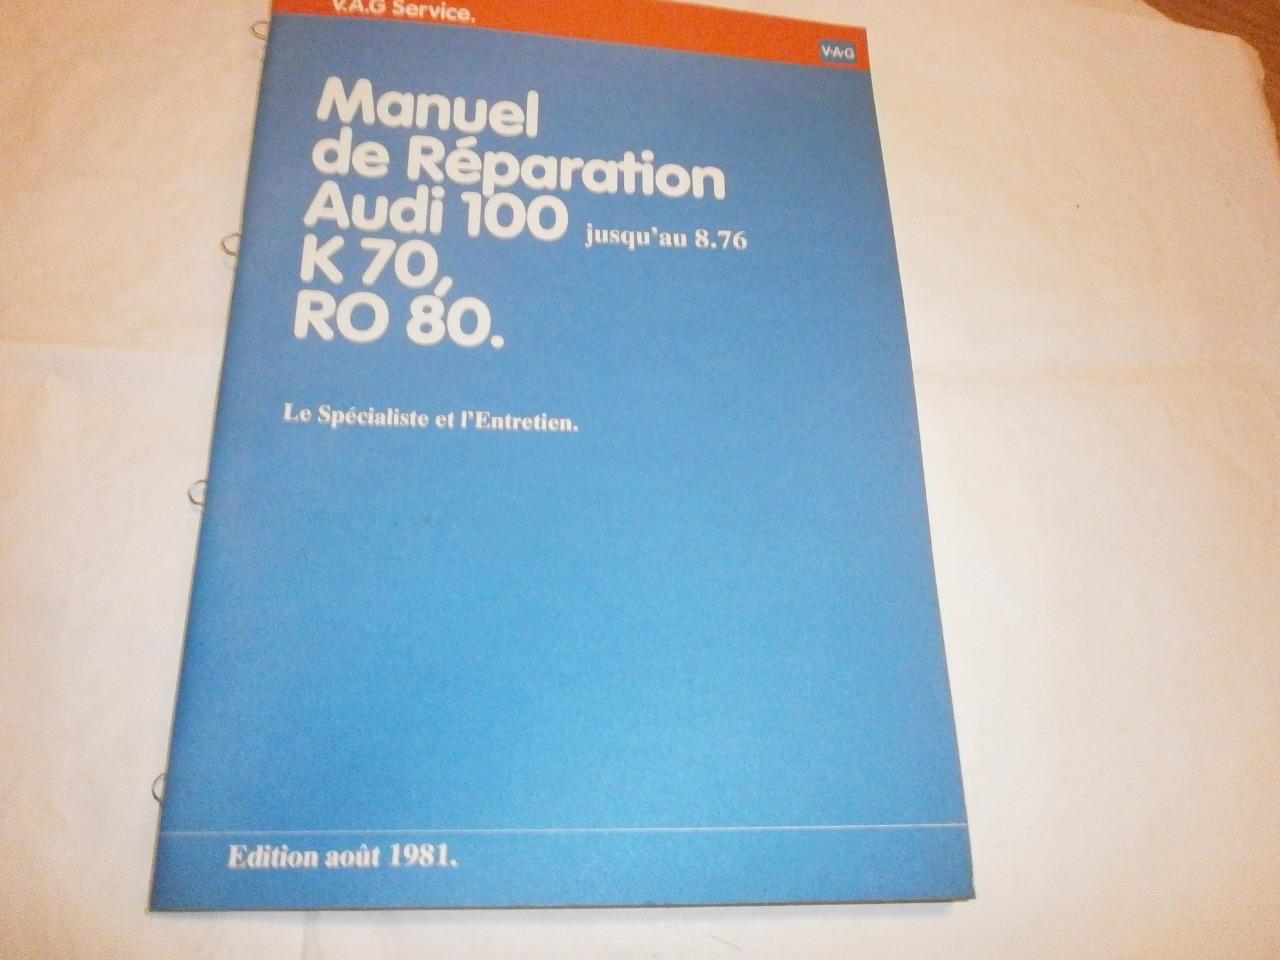 V.A.G Service.
V·A·G
Manuel
de Réparation
Audi 100 jusqu'au 8.76
K 70,
RO 80.
Le Spécialiste et l'Entretien.
Edition août 1981.